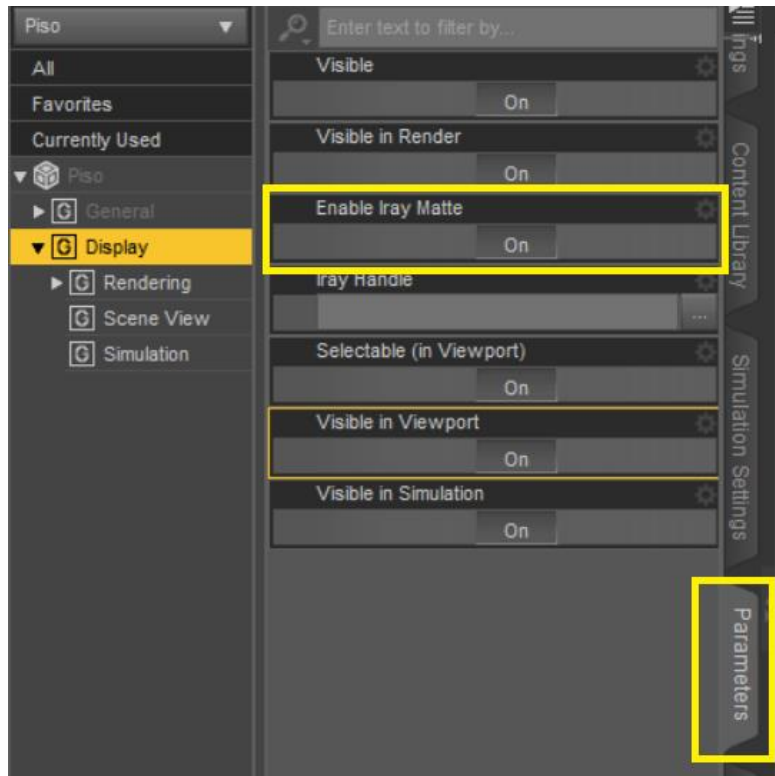 Piso
Enter text to filter by...
All
Favorites
Currently Used
Piso
General
Display
Rendering
Scene View
Simulation
Visible
On
Visible in Render
On
Enable Iray Matte
On
Iray Handle
...
Selectable (in Viewport)
On
Visible in Viewport
On
Visible in Simulation
On
ings
Content Library
Simulation Settings
Parameters